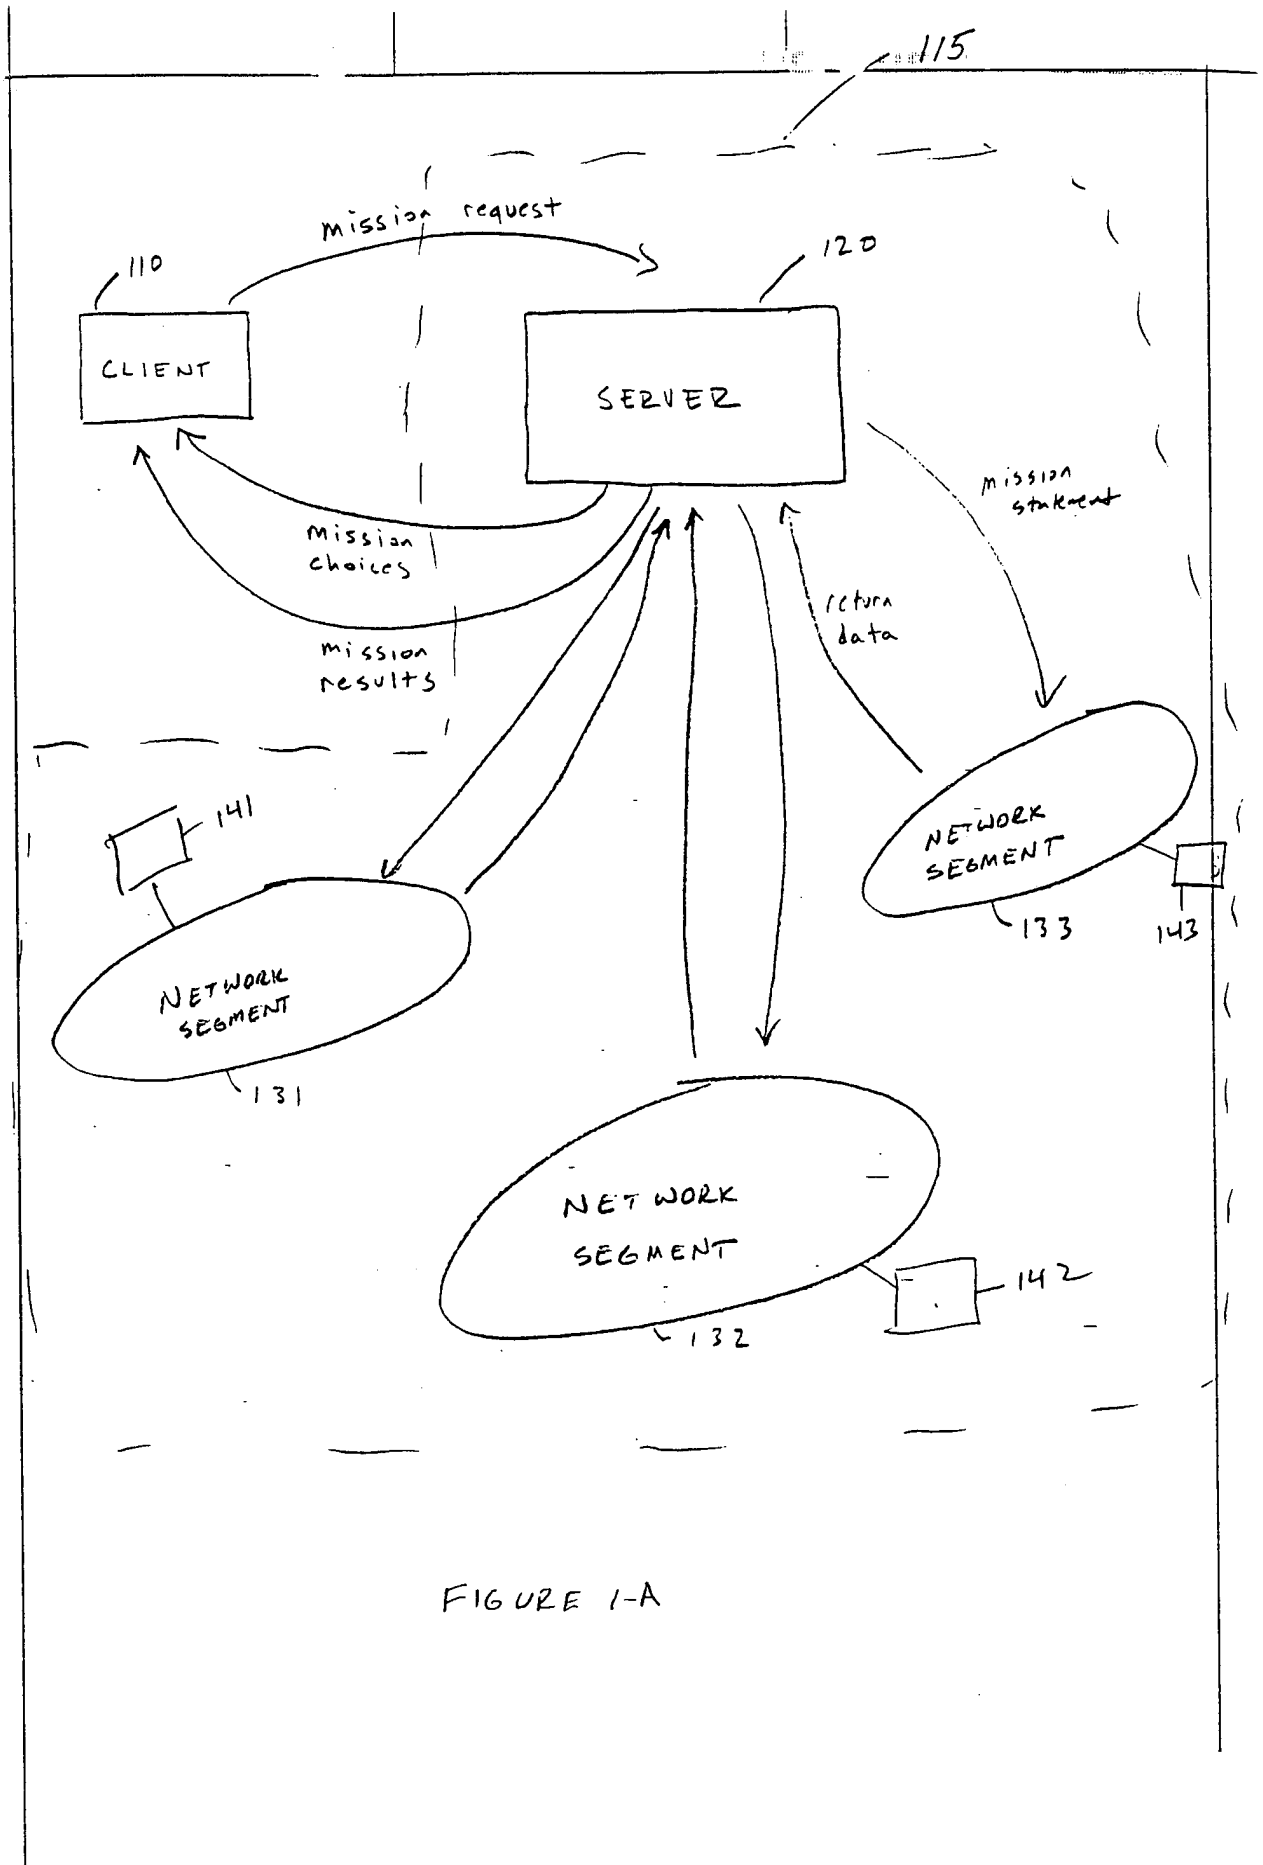 115
mission request
110
120
CLIENT
SERVER
mission
statement
mission
choices
return
data
mission
results
141
NETWORK
SEGMENT
133
143
NETWORK
SEGMENT
131
NETWORK
SEGMENT
142
132
FIGURE 1-A